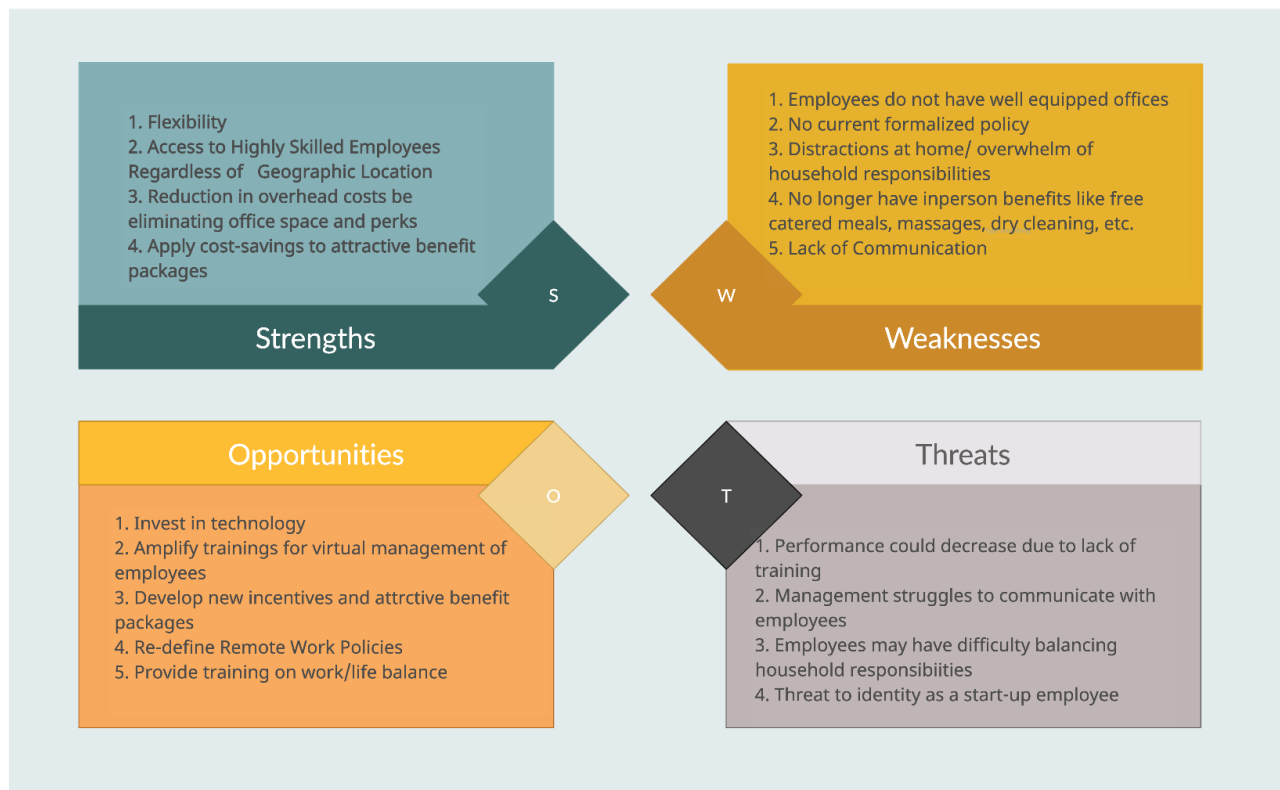 1. Flexibility
2. Access to Highly Skilled Employees
Regardless of Geographic Location
3. Reduction in overhead costs be
eliminating office space and perks
4. Apply cost-savings to attractive benefit
packages
S
Strengths
1. Employees do not have well equipped offices
2. No current formalized policy
3. Distractions at home/ overwhelm of
household responsibilities
4. No longer have inperson benefits like free
catered meals, massages, dry cleaning, etc.
5. Lack of Communication
W
Weaknesses
Opportunities
O
1. Invest in technology
2. Amplify trainings for virtual management of
employees
3. Develop new incentives and attrctive benefit
packages
4. Re-define Remote Work Policies
5. Provide training on work/life balance
Threats
T
1. Performance could decrease due to lack of
training
2. Management struggles to communicate with
employees
3. Employees may have difficulty balancing
household responsibiities
4. Threat to identity as a start-up employee